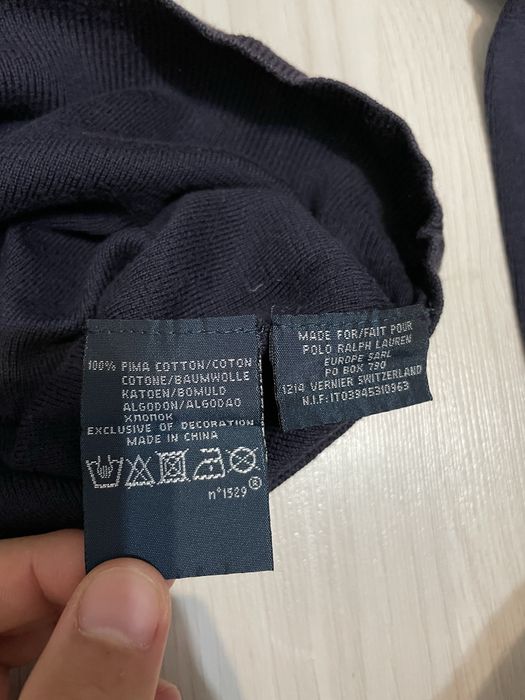 100% PIMA COTTON/COTON
COTONE/BAUMWOLLE
KATOEN/BOMULD
ALGODON/ALGODAO
ХЛОПОК
EXCLUSIVE OF DECORATION
MADE IN CHINA
n°1529 ®
MADE FOR/FAIT POUR
POLO RALPH LAUREN
EUROPE SARL
PO BOX 790
1214 VERNIER SWITZERLAND
N.I.F:IT03345310963